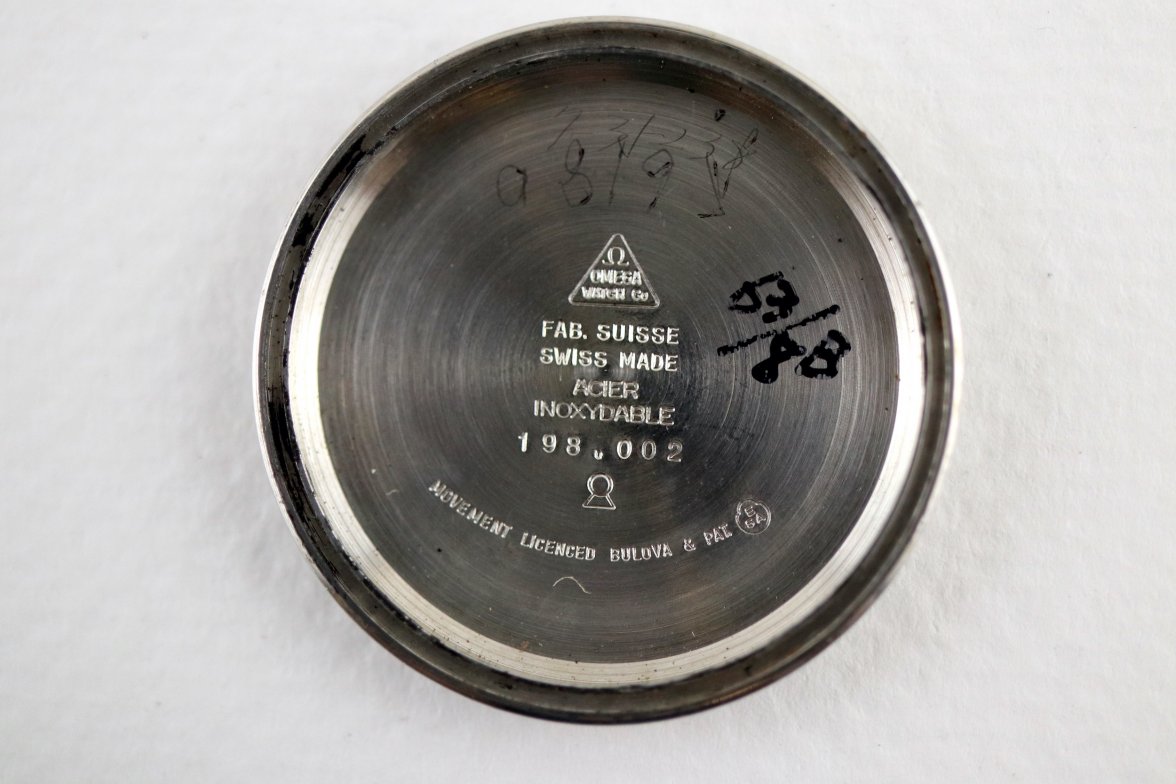 Ω
OMEGA
WATCH Co
FAB. SUISSE
SWISS MADE
ACIER
INOXYDABLE
198.002
MOVEMENT LICENCED BULOVA & PAT.